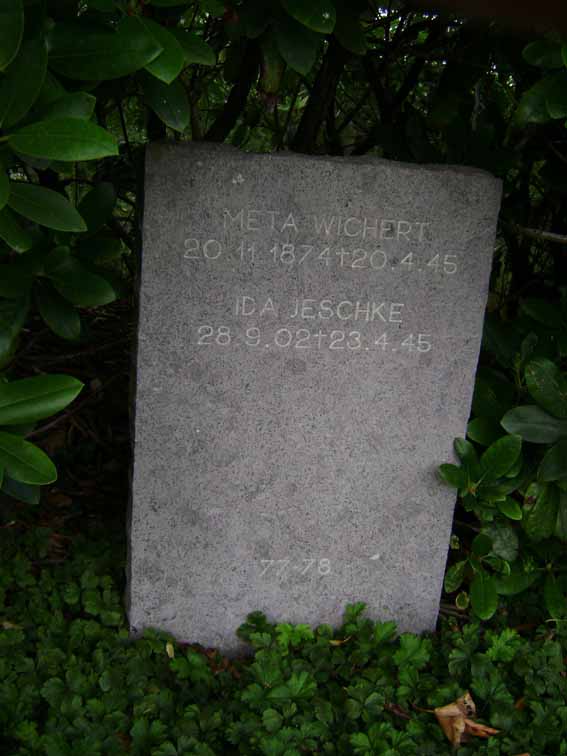 META WICHERT
20.11.1874†20.4.45
IDA JESCHKE
28.9.02†23.4.45
77-78